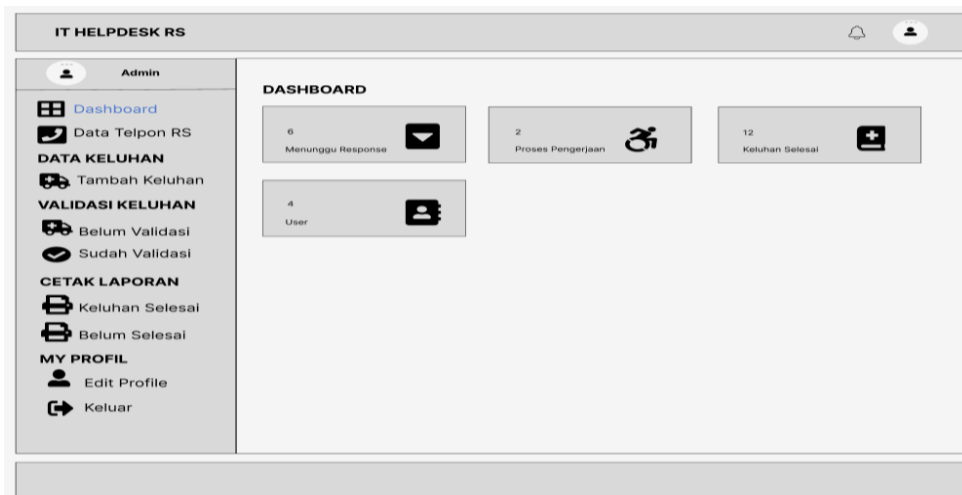 IT HELPDESK RS
Admin
Dashboard
Data Telpon RS
DATA KELUHAN
Tambah Keluhan
VALIDASI KELUHAN
Belum Validasi
Sudah Validasi
CETAK LAPORAN
Keluhan Selesai
Belum Selesai
MY PROFIL
Edit Profile
Keluar
DASHBOARD
6
Menunggu Response
2
Proses Pengerjaan
12
Keluhan Selesai
4
User